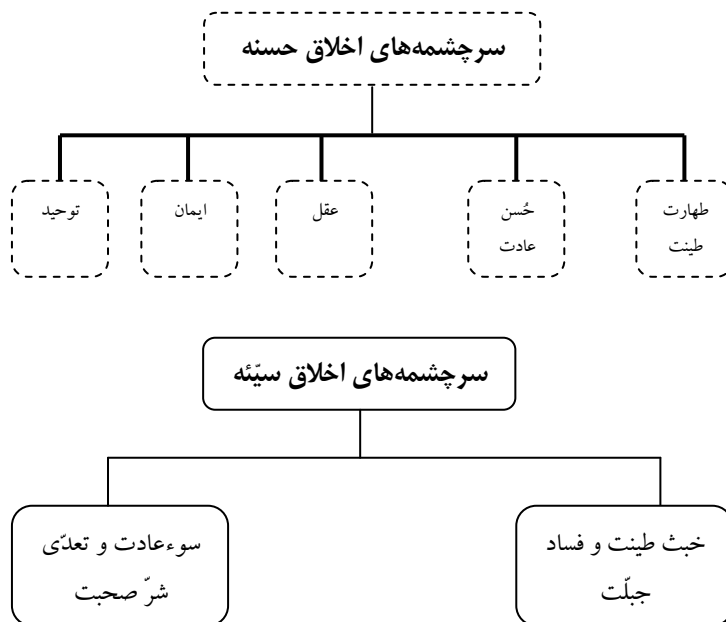 سرچشمه‌های اخلاق حسنه
طهارت
طینت
حُسن
عادت
عقل
ایمان
توحید
سرچشمه‌های اخلاق سیّئه
خبث طینت و فساد
جبلّت
سوءعادت و تعدّی
شرّ صحبت